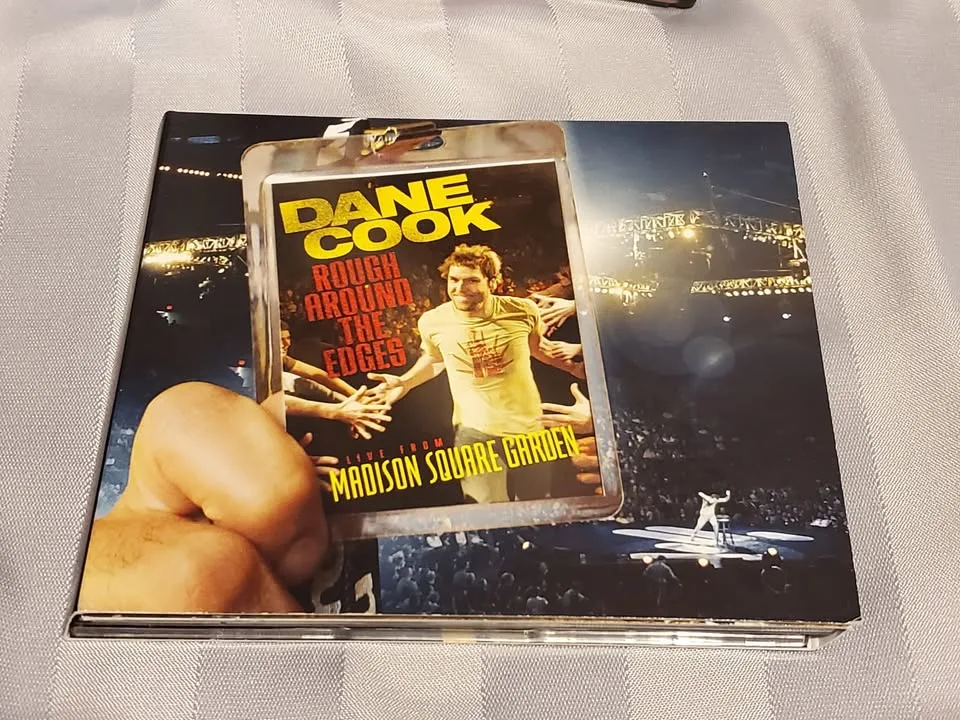 DANE
COOK
ROUGH
AROUND
THE
EDGES
LIVE FROM
MADISON SQUARE GARDEN